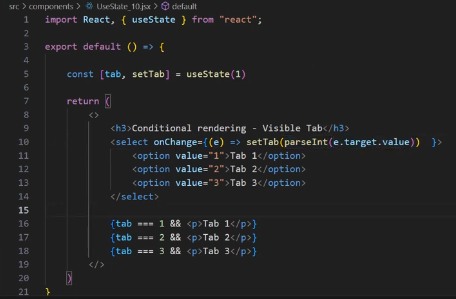 src > components > UseState_10.jsx > default
1 import React, { useState } from "react";
2
3 export default () => {
4
5 const [tab, setTab] = useState(1)
6
7 return (
8 <>
9 <h3>Conditional rendering - Visible Tab</h3>
10 <select onChange={(e) => setTab(parseInt(e.target.value))  }>
11 <option value="1">Tab 1</option>
12 <option value="2">Tab 2</option>
13 <option value="3">Tab 3</option>
14 </select>
15
16 {tab === 1 && <p>Tab 1</p>}
17 {tab === 2 && <p>Tab 2</p>}
18 {tab === 3 && <p>Tab 3</p>}
19 </>
20 )
21 }